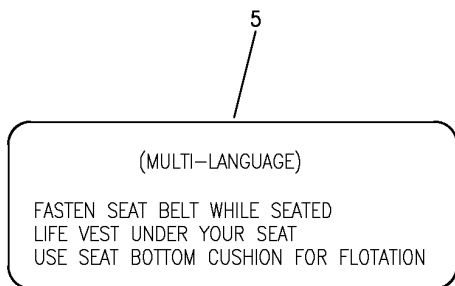 5
(MULTI-LANGUAGE)
FASTEN SEAT BELT WHILE SEATED
LIFE VEST UNDER YOUR SEAT
USE SEAT BOTTOM CUSHION FOR FLOTATION